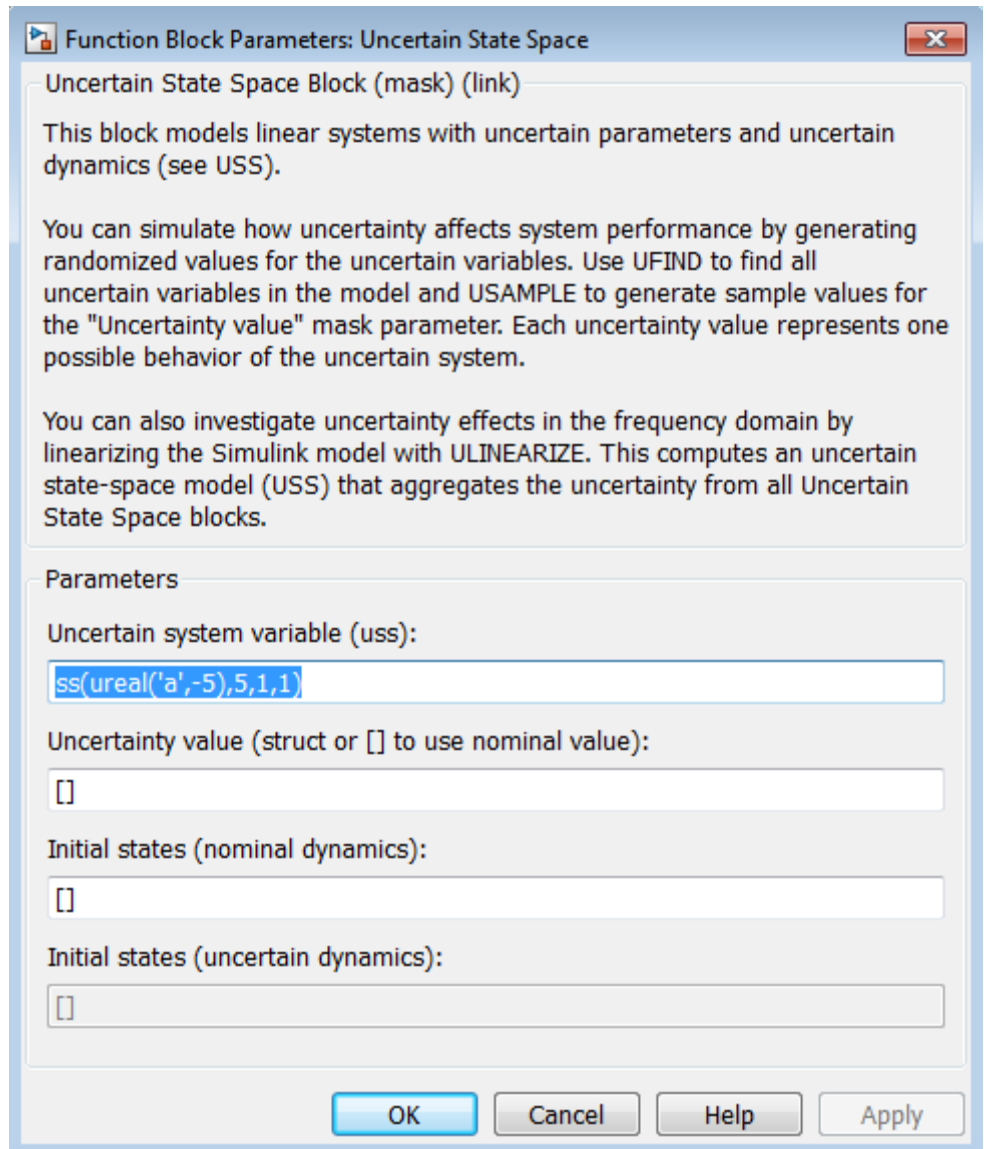 Function Block Parameters: Uncertain State Space
Uncertain State Space Block (mask) (link)
This block models linear systems with uncertain parameters and uncertain
dynamics (see USS).
You can simulate how uncertainty affects system performance by generating
randomized values for the uncertain variables. Use UFIND to find all
uncertain variables in the model and USAMPLE to generate sample values for
the "Uncertainty value" mask parameter. Each uncertainty value represents one
possible behavior of the uncertain system.
You can also investigate uncertainty effects in the frequency domain by
linearizing the Simulink model with ULINEARIZE. This computes an uncertain
state-space model (USS) that aggregates the uncertainty from all Uncertain
State Space blocks.
Parameters
Uncertain system variable (uss):
ss(ureal('a',-5),5,1,1)
Uncertainty value (struct or [] to use nominal value):
[]
Initial states (nominal dynamics):
[]
Initial states (uncertain dynamics):
[]
OK Cancel Help Apply